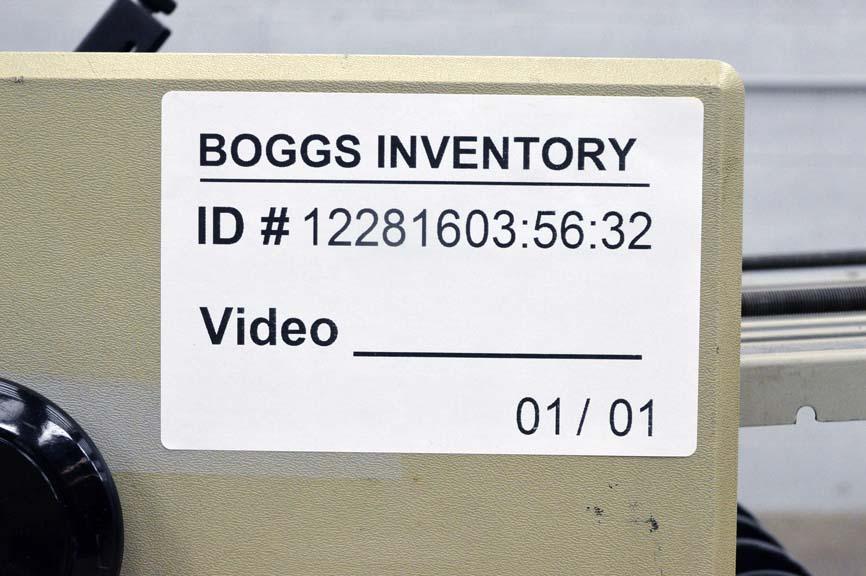 BOGGS INVENTORY
ID # 12281603:56:32
Video
01/ 01